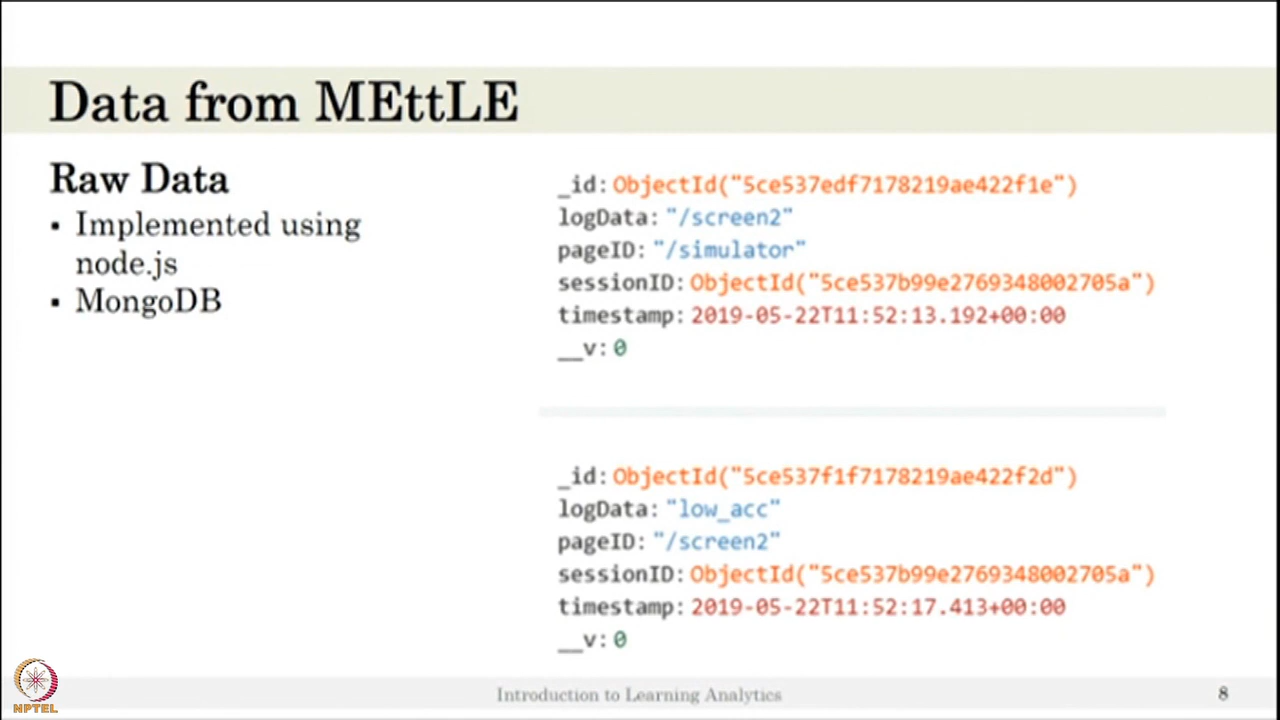 Data from MEttLE
Raw Data
▪ Implemented using
node.js
▪ MongoDB
_id: ObjectId("5ce537edf7178219ae422f1e")
logData: "/screen2"
pageID: "/simulator"
sessionID: ObjectId("5ce537b99e2769348002705a")
timestamp: 2019-05-22T11:52:13.192+00:00
__v: 0
_id: ObjectId("5ce537f1f7178219ae422f2d")
logData: "low_acc"
pageID: "/screen2"
sessionID: ObjectId("5ce537b99e2769348002705a")
timestamp: 2019-05-22T11:52:17.413+00:00
__v: 0
NPTEL
Introduction to Learning Analytics
8